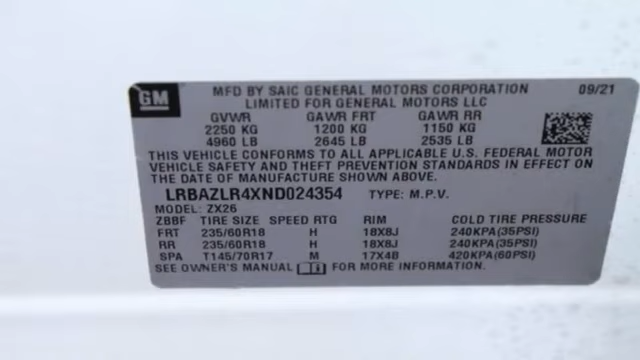 GM
MFD BY SAIC GENERAL MOTORS CORPORATION
LIMITED FOR GENERAL MOTORS LLC
09/21
GVWR GAWR FRT GAWR RR
2250 KG 1200 KG 1150 KG
4960 LB 2645 LB 2535 LB
THIS VEHICLE CONFORMS TO ALL APPLICABLE U.S. FEDERAL MOTOR
VEHICLE SAFETY AND THEFT PREVENTION STANDARDS IN EFFECT ON
THE DATE OF MANUFACTURE SHOWN ABOVE.
LRBAZLR4XND024354 TYPE: M.P.V.
MODEL: ZX26
ZBBF TIRE SIZE SPEED RTG RIM COLD TIRE PRESSURE
FRT 235/60R18 H 18X8J 240KPA(35PSI)
RR 235/60R18 H 18X8J 240KPA(35PSI)
SPA T145/70R17 M 17X4B 420KPA(60PSI)
SEE OWNER'S MANUAL FOR MORE INFORMATION.